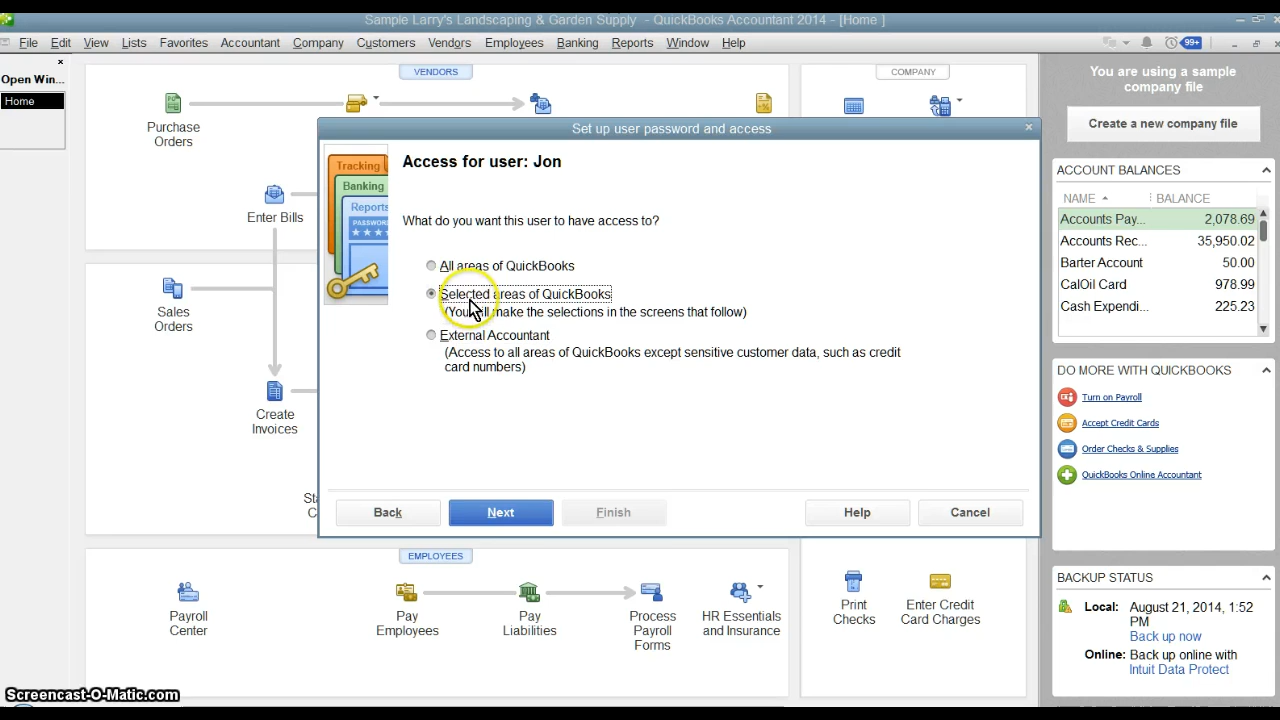 Sample Larry's Landscaping & Garden Supply - QuickBooks Accountant 2014 - [Home ]
File Edit View Lists Favorites Accountant Company Customers Vendors Employees Banking Reports Window Help
99+
Open Win...
Home
VENDORS
COMPANY
Purchase
Orders
Enter Bills
Sales
Orders
Create
Invoices
Set up user password and access
Tracking
Banking
Reports
PASSWORD
Access for user: Jon
What do you want this user to have access to?
All areas of QuickBooks
Selected areas of QuickBooks
(You will make the selections in the screens that follow)
External Accountant
(Access to all areas of QuickBooks except sensitive customer data, such as credit
card numbers)
Back Next Finish Help Cancel
EMPLOYEES
Payroll
Center
Pay
Employees
Pay
Liabilities
Process
Payroll
Forms
HR Essentials
and Insurance
Print
Checks
Enter Credit
Card Charges
You are using a sample
company file
Create a new company file
ACCOUNT BALANCES
NAME BALANCE
Accounts Pay... 2,078.69
Accounts Rec... 35,950.02
Barter Account 50.00
CalOil Card 978.99
Cash Expendi... 225.23
DO MORE WITH QUICKBOOKS
Turn on Payroll
Accept Credit Cards
Order Checks & Supplies
QuickBooks Online Accountant
BACKUP STATUS
Local: August 21, 2014, 1:52
PM
Back up now
Online: Back up online with
Intuit Data Protect
Screencast-O-Matic.com